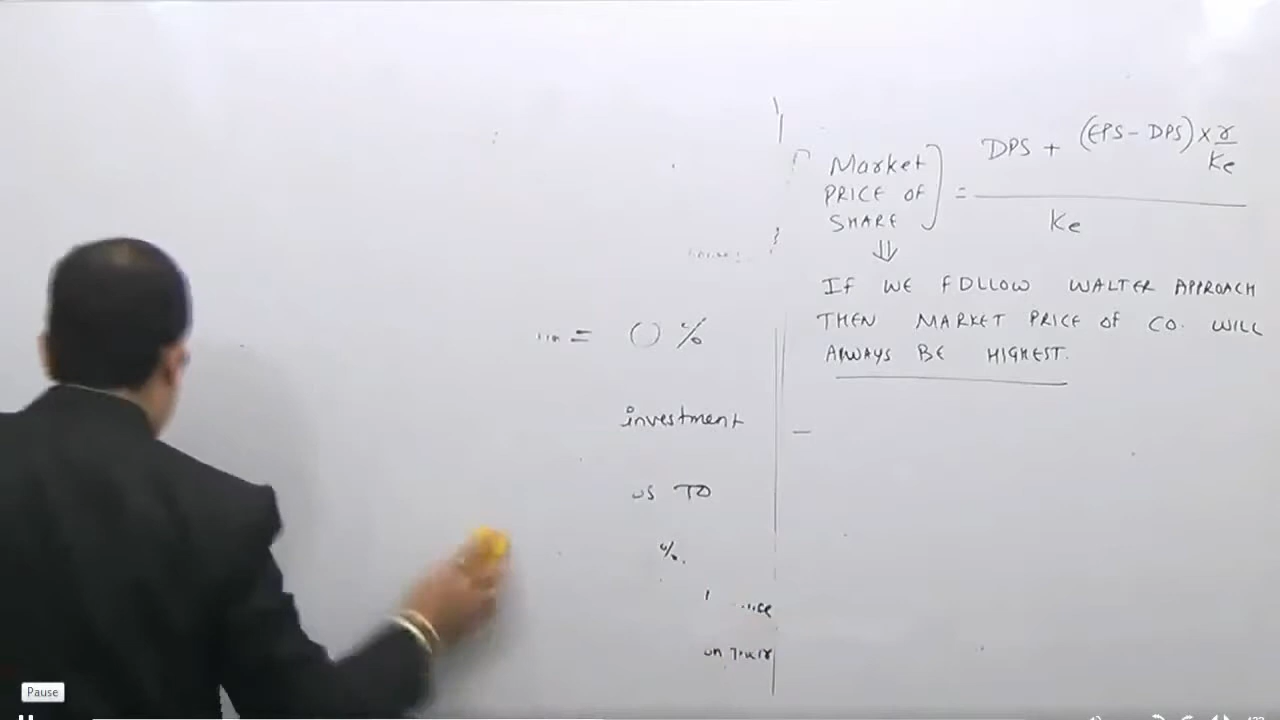 = 0 %
investment
us TO
%.
Market
PRICE OF
SHARE
= DPS + (EPS - DPS) × r/Ke
Ke
⇓
IF WE FOLLOW WALTER APPROACH
THEN MARKET PRICE OF CO. WILL
ALWAYS BE HIGHEST.
Pause